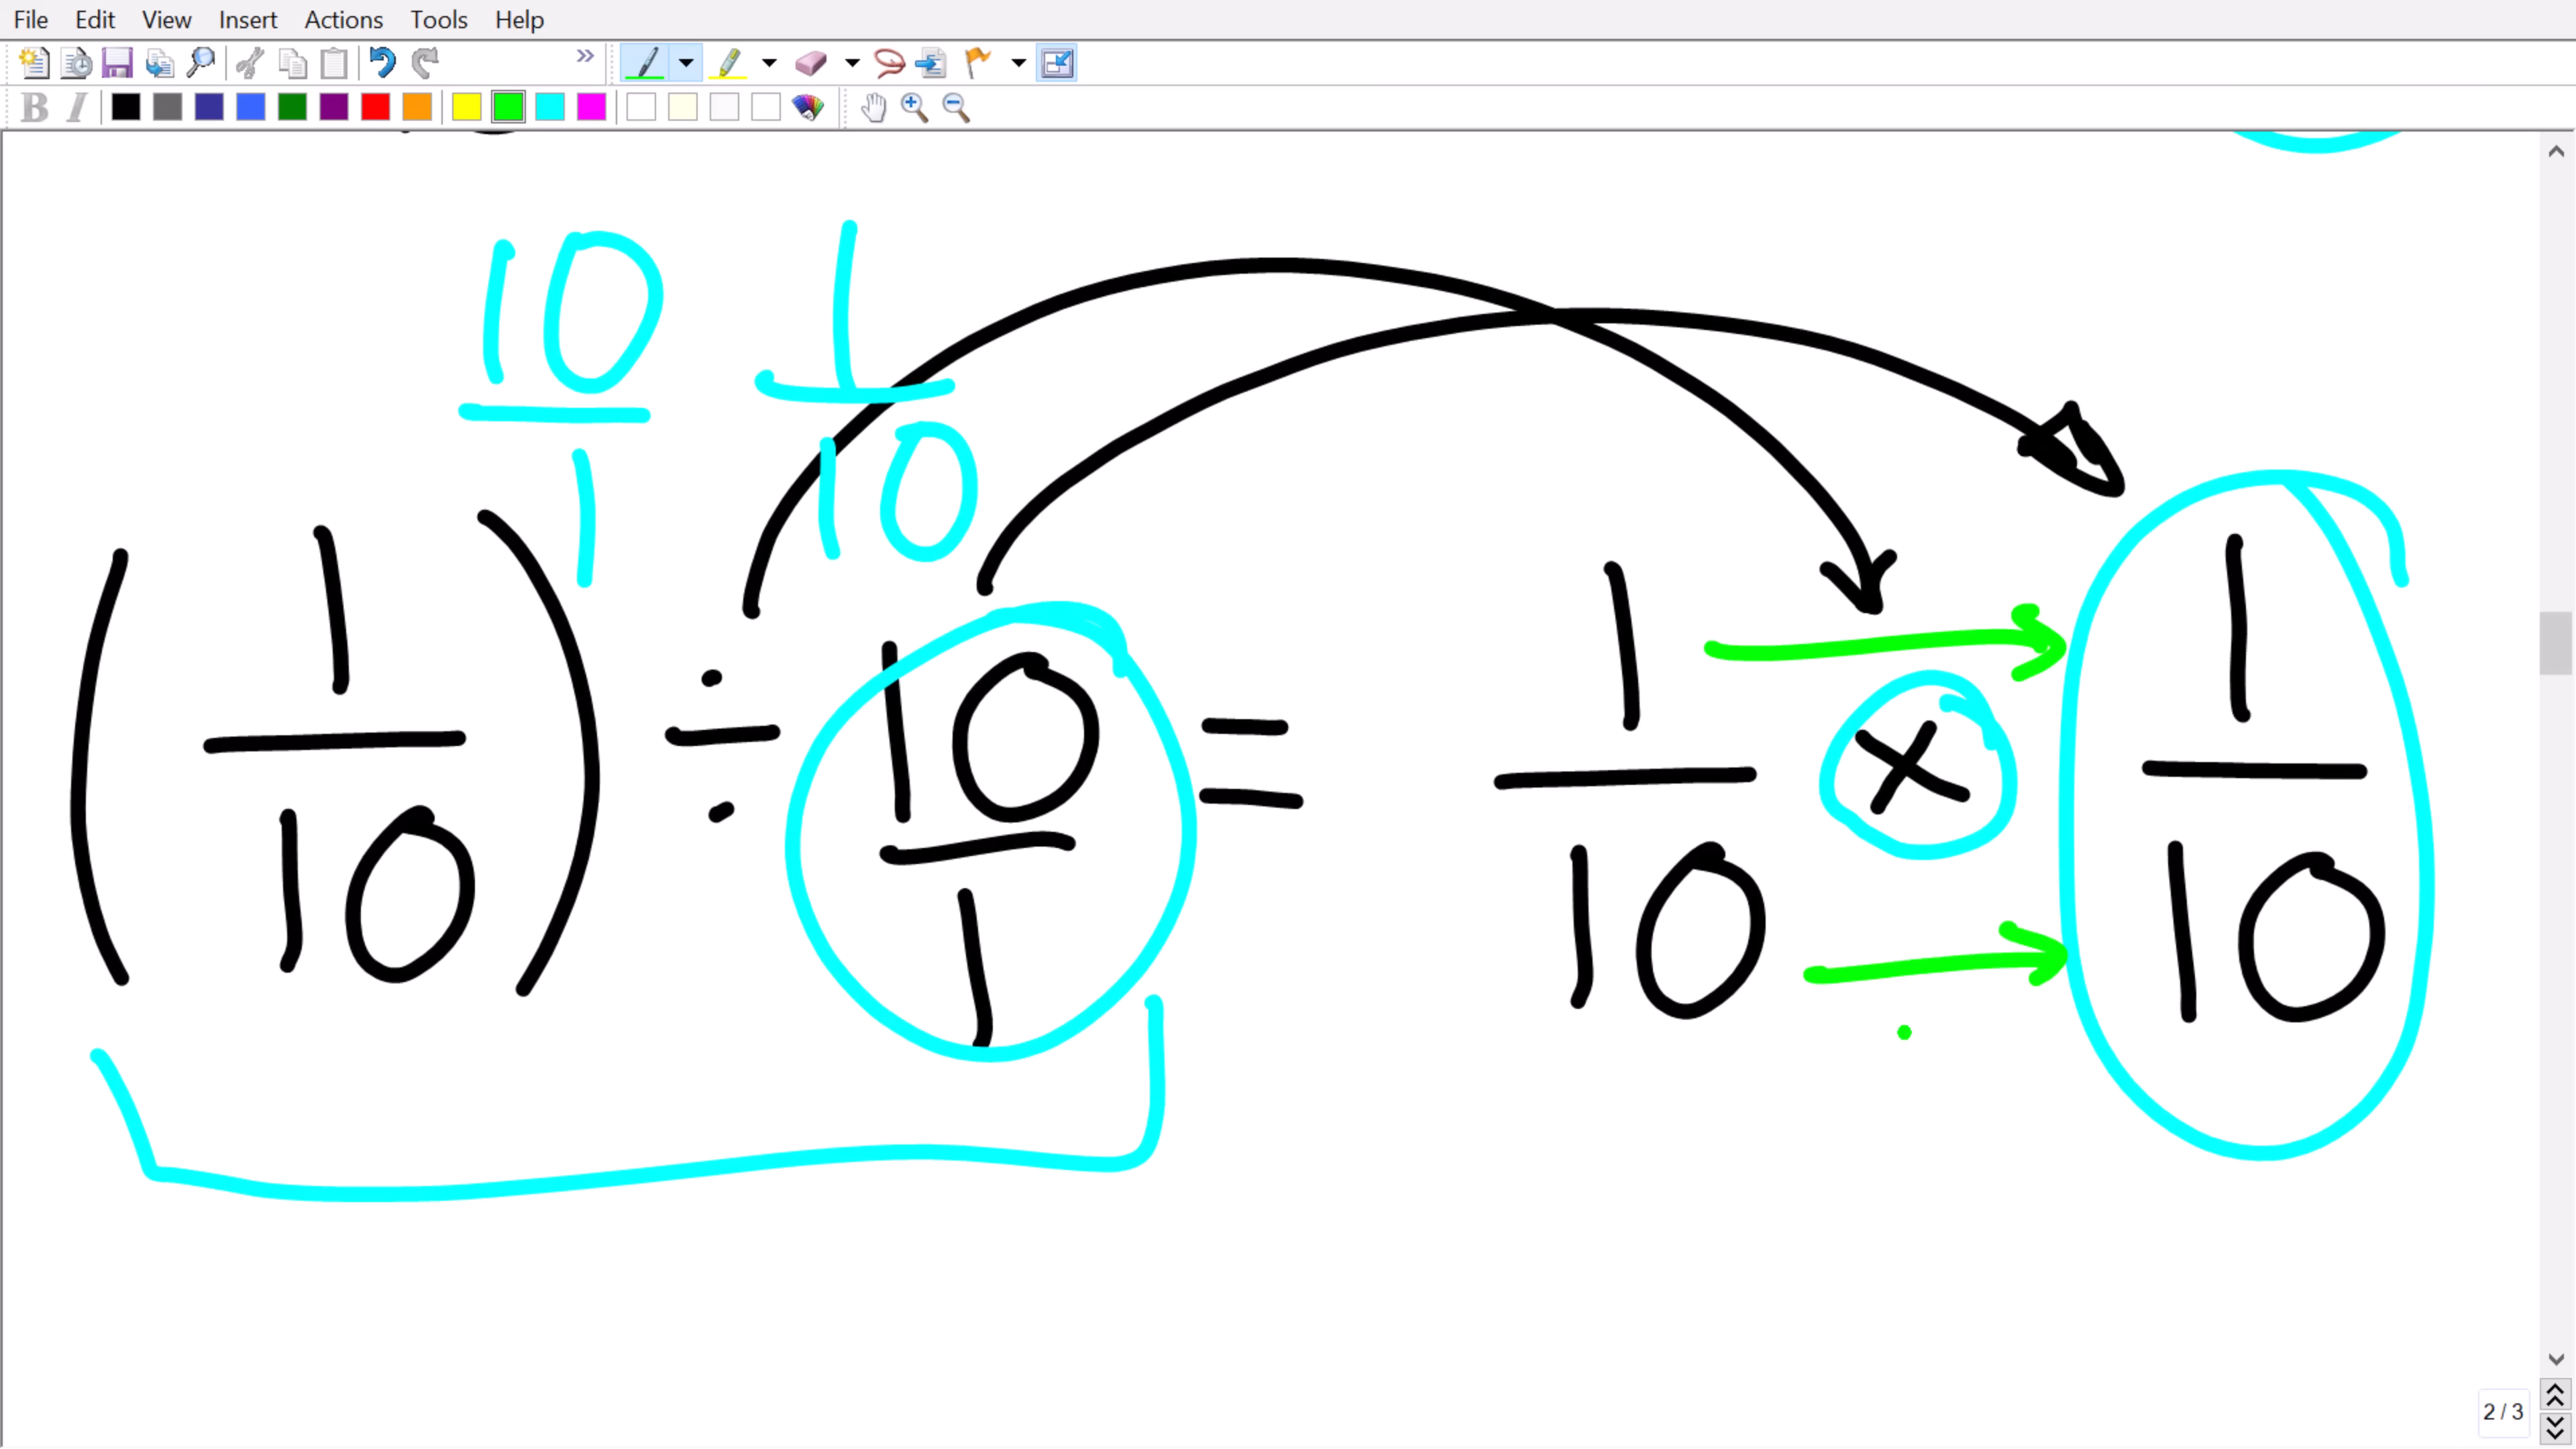 File Edit View Insert Actions Tools Help
B I
10/1 1/10
(1/10) ÷ 10/1 = 1/10 × 1/10
2 / 3